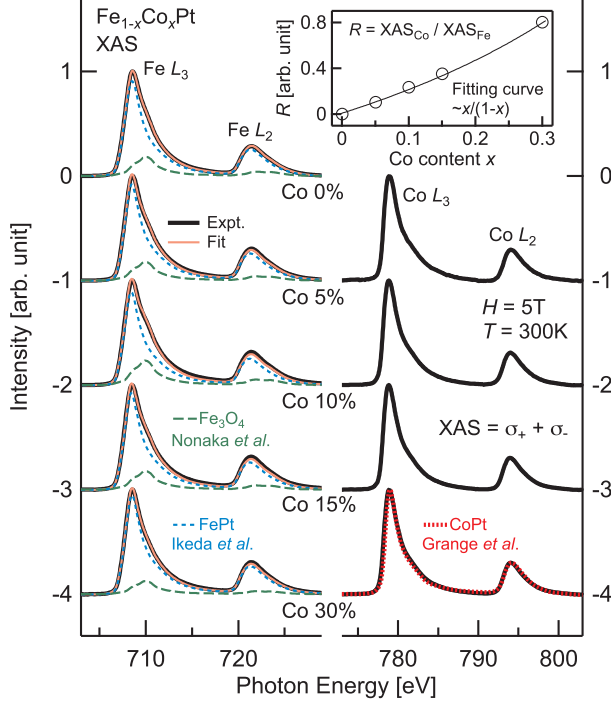 Fe1-xCoxPt
XAS
Fe L3
Fe L2
Co 0%
Expt.
Fit
Co 5%
Co 10%
Fe3O4
Nonaka et al.
Co 15%
FePt
Ikeda et al.
Co 30%
R = XASCo / XASFe
Fitting curve
~x/(1-x)
R [arb. unit]
0.8
0.4
0
0.0
0.1
0.2
0.3
Co content x
Co L3
Co L2
H = 5T
T = 300K
XAS = σ+ + σ-
CoPt
Grange et al.
Intensity [arb. unit]
1
0
-1
-2
-3
-4
1
0
-1
-2
-3
-4
710
720
780
790
800
Photon Energy [eV]